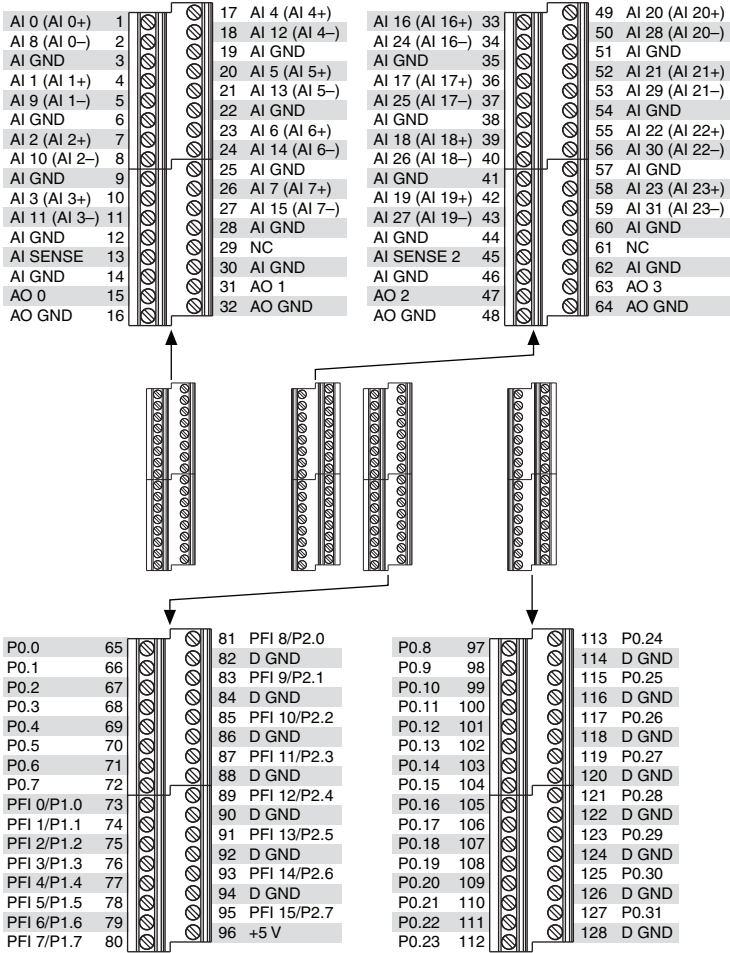 AI 0 (AI 0+) 1
AI 8 (AI 0–) 2
AI GND 3
AI 1 (AI 1+) 4
AI 9 (AI 1–) 5
AI GND 6
AI 2 (AI 2+) 7
AI 10 (AI 2–) 8
AI GND 9
AI 3 (AI 3+) 10
AI 11 (AI 3–) 11
AI GND 12
AI SENSE 13
AI GND 14
AO 0 15
AO GND 16
17 AI 4 (AI 4+)
18 AI 12 (AI 4–)
19 AI GND
20 AI 5 (AI 5+)
21 AI 13 (AI 5–)
22 AI GND
23 AI 6 (AI 6+)
24 AI 14 (AI 6–)
25 AI GND
26 AI 7 (AI 7+)
27 AI 15 (AI 7–)
28 AI GND
29 NC
30 AI GND
31 AO 1
32 AO GND
AI 16 (AI 16+) 33
AI 24 (AI 16–) 34
AI GND 35
AI 17 (AI 17+) 36
AI 25 (AI 17–) 37
AI GND 38
AI 18 (AI 18+) 39
AI 26 (AI 18–) 40
AI GND 41
AI 19 (AI 19+) 42
AI 27 (AI 19–) 43
AI GND 44
AI SENSE 2 45
AI GND 46
AO 2 47
AO GND 48
49 AI 20 (AI 20+)
50 AI 28 (AI 20–)
51 AI GND
52 AI 21 (AI 21+)
53 AI 29 (AI 21–)
54 AI GND
55 AI 22 (AI 22+)
56 AI 30 (AI 22–)
57 AI GND
58 AI 23 (AI 23+)
59 AI 31 (AI 23–)
60 AI GND
61 NC
62 AI GND
63 AO 3
64 AO GND
P0.0 65
P0.1 66
P0.2 67
P0.3 68
P0.4 69
P0.5 70
P0.6 71
P0.7 72
PFI 0/P1.0 73
PFI 1/P1.1 74
PFI 2/P1.2 75
PFI 3/P1.3 76
PFI 4/P1.4 77
PFI 5/P1.5 78
PFI 6/P1.6 79
PFI 7/P1.7 80
81 PFI 8/P2.0
82 D GND
83 PFI 9/P2.1
84 D GND
85 PFI 10/P2.2
86 D GND
87 PFI 11/P2.3
88 D GND
89 PFI 12/P2.4
90 D GND
91 PFI 13/P2.5
92 D GND
93 PFI 14/P2.6
94 D GND
95 PFI 15/P2.7
96 +5 V
P0.8 97
P0.9 98
P0.10 99
P0.11 100
P0.12 101
P0.13 102
P0.14 103
P0.15 104
P0.16 105
P0.17 106
P0.18 107
P0.19 108
P0.20 109
P0.21 110
P0.22 111
P0.23 112
113 P0.24
114 D GND
115 P0.25
116 D GND
117 P0.26
118 D GND
119 P0.27
120 D GND
121 P0.28
122 D GND
123 P0.29
124 D GND
125 P0.30
126 D GND
127 P0.31
128 D GND